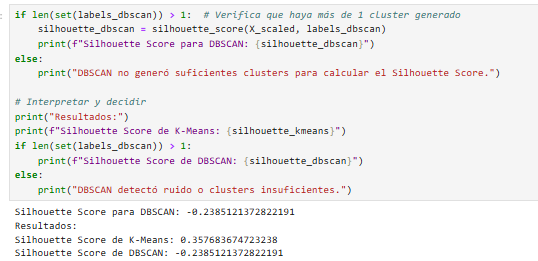 if len(set(labels_dbscan)) > 1:  # Verifica que haya más de 1 cluster generado
    silhouette_dbscan = silhouette_score(X_scaled, labels_dbscan)
    print(f"Silhouette Score para DBSCAN: {silhouette_dbscan}")
else:
    print("DBSCAN no generó suficientes clusters para calcular el Silhouette Score.")

# Interpretar y decidir
print("Resultados:")
print(f"Silhouette Score de K-Means: {silhouette_kmeans}")
if len(set(labels_dbscan)) > 1:
    print(f"Silhouette Score de DBSCAN: {silhouette_dbscan}")
else:
    print("DBSCAN detectó ruido o clusters insuficientes.")
Silhouette Score para DBSCAN: -0.2385121372822191
Resultados:
Silhouette Score de K-Means: 0.357683674723238
Silhouette Score de DBSCAN: -0.2385121372822191